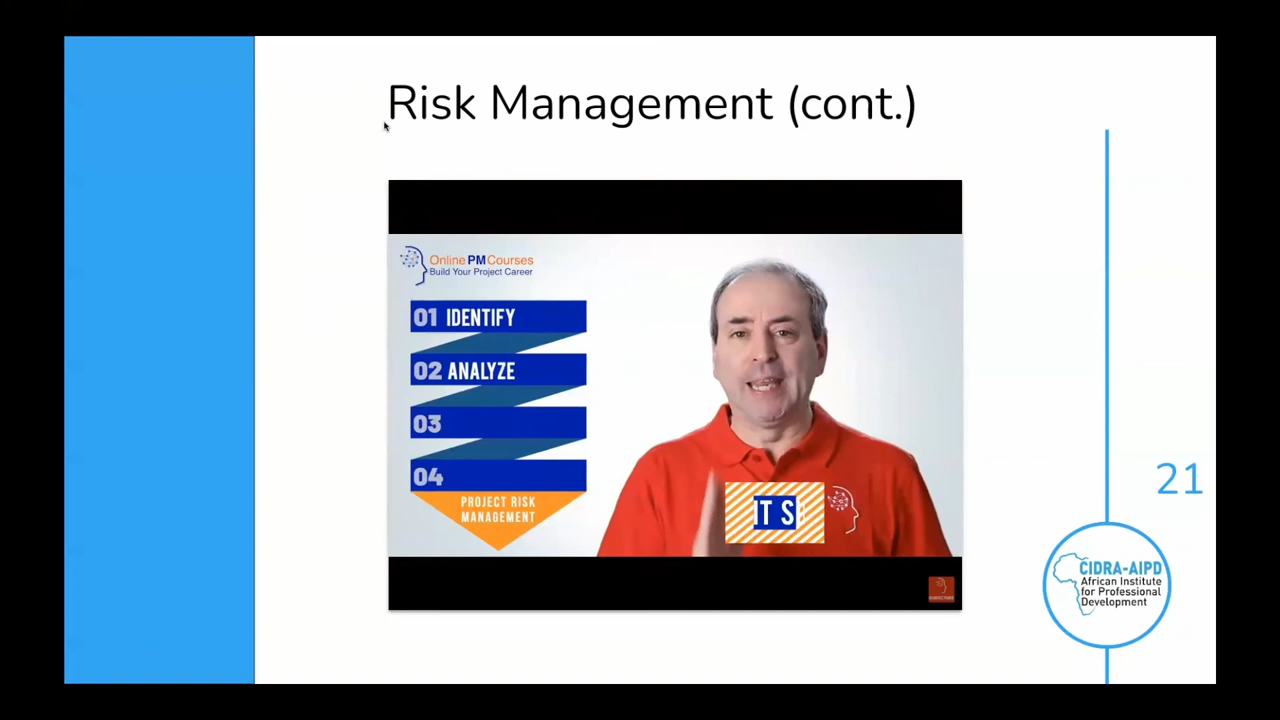 Risk Management (cont.)
Online PM Courses
Build Your Project Career
01 IDENTIFY
02 ANALYZE
03
04
PROJECT RISK
MANAGEMENT
IT S
21
CIDRA-AIPD
African Institute
for Professional
Development